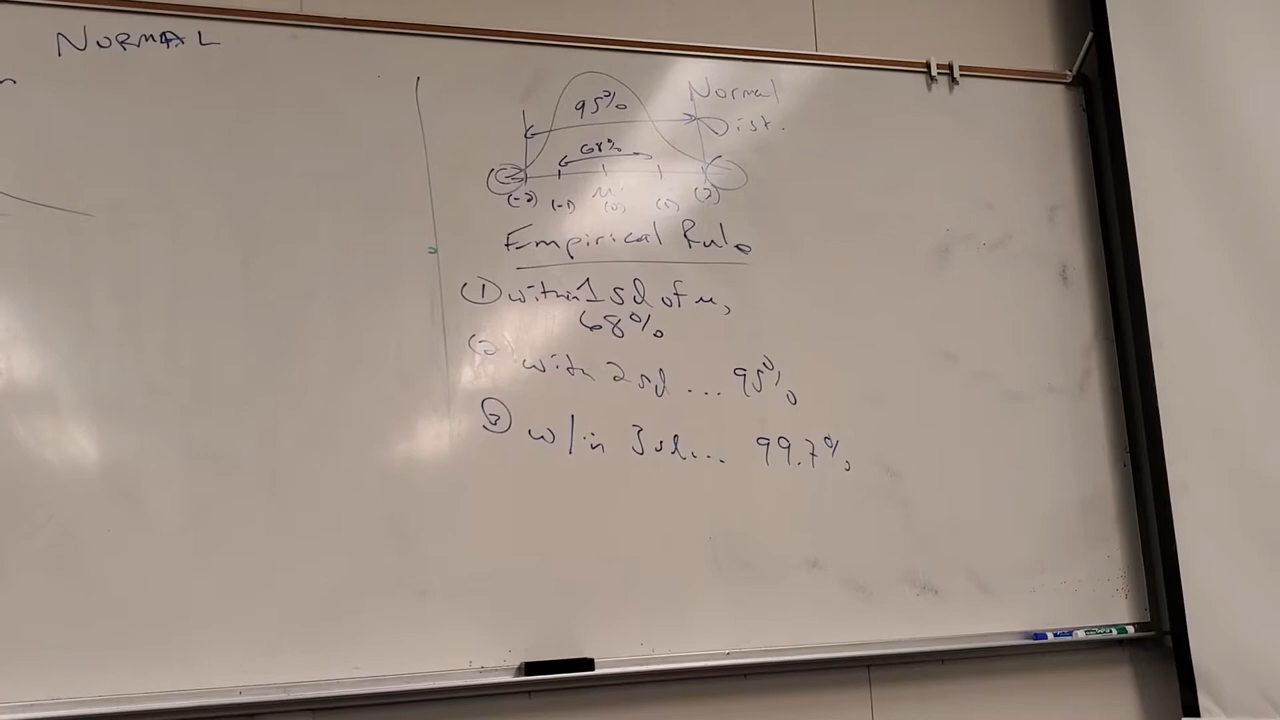 NORMAL
95%
Normal
Dist.
68%
μ
(-2) (-1) (0) (1) (2)
Empirical Rule
① within 1 sd of μ,
68%
② with 2 sd ... 95%
③ w/in 3 sd... 99.7%